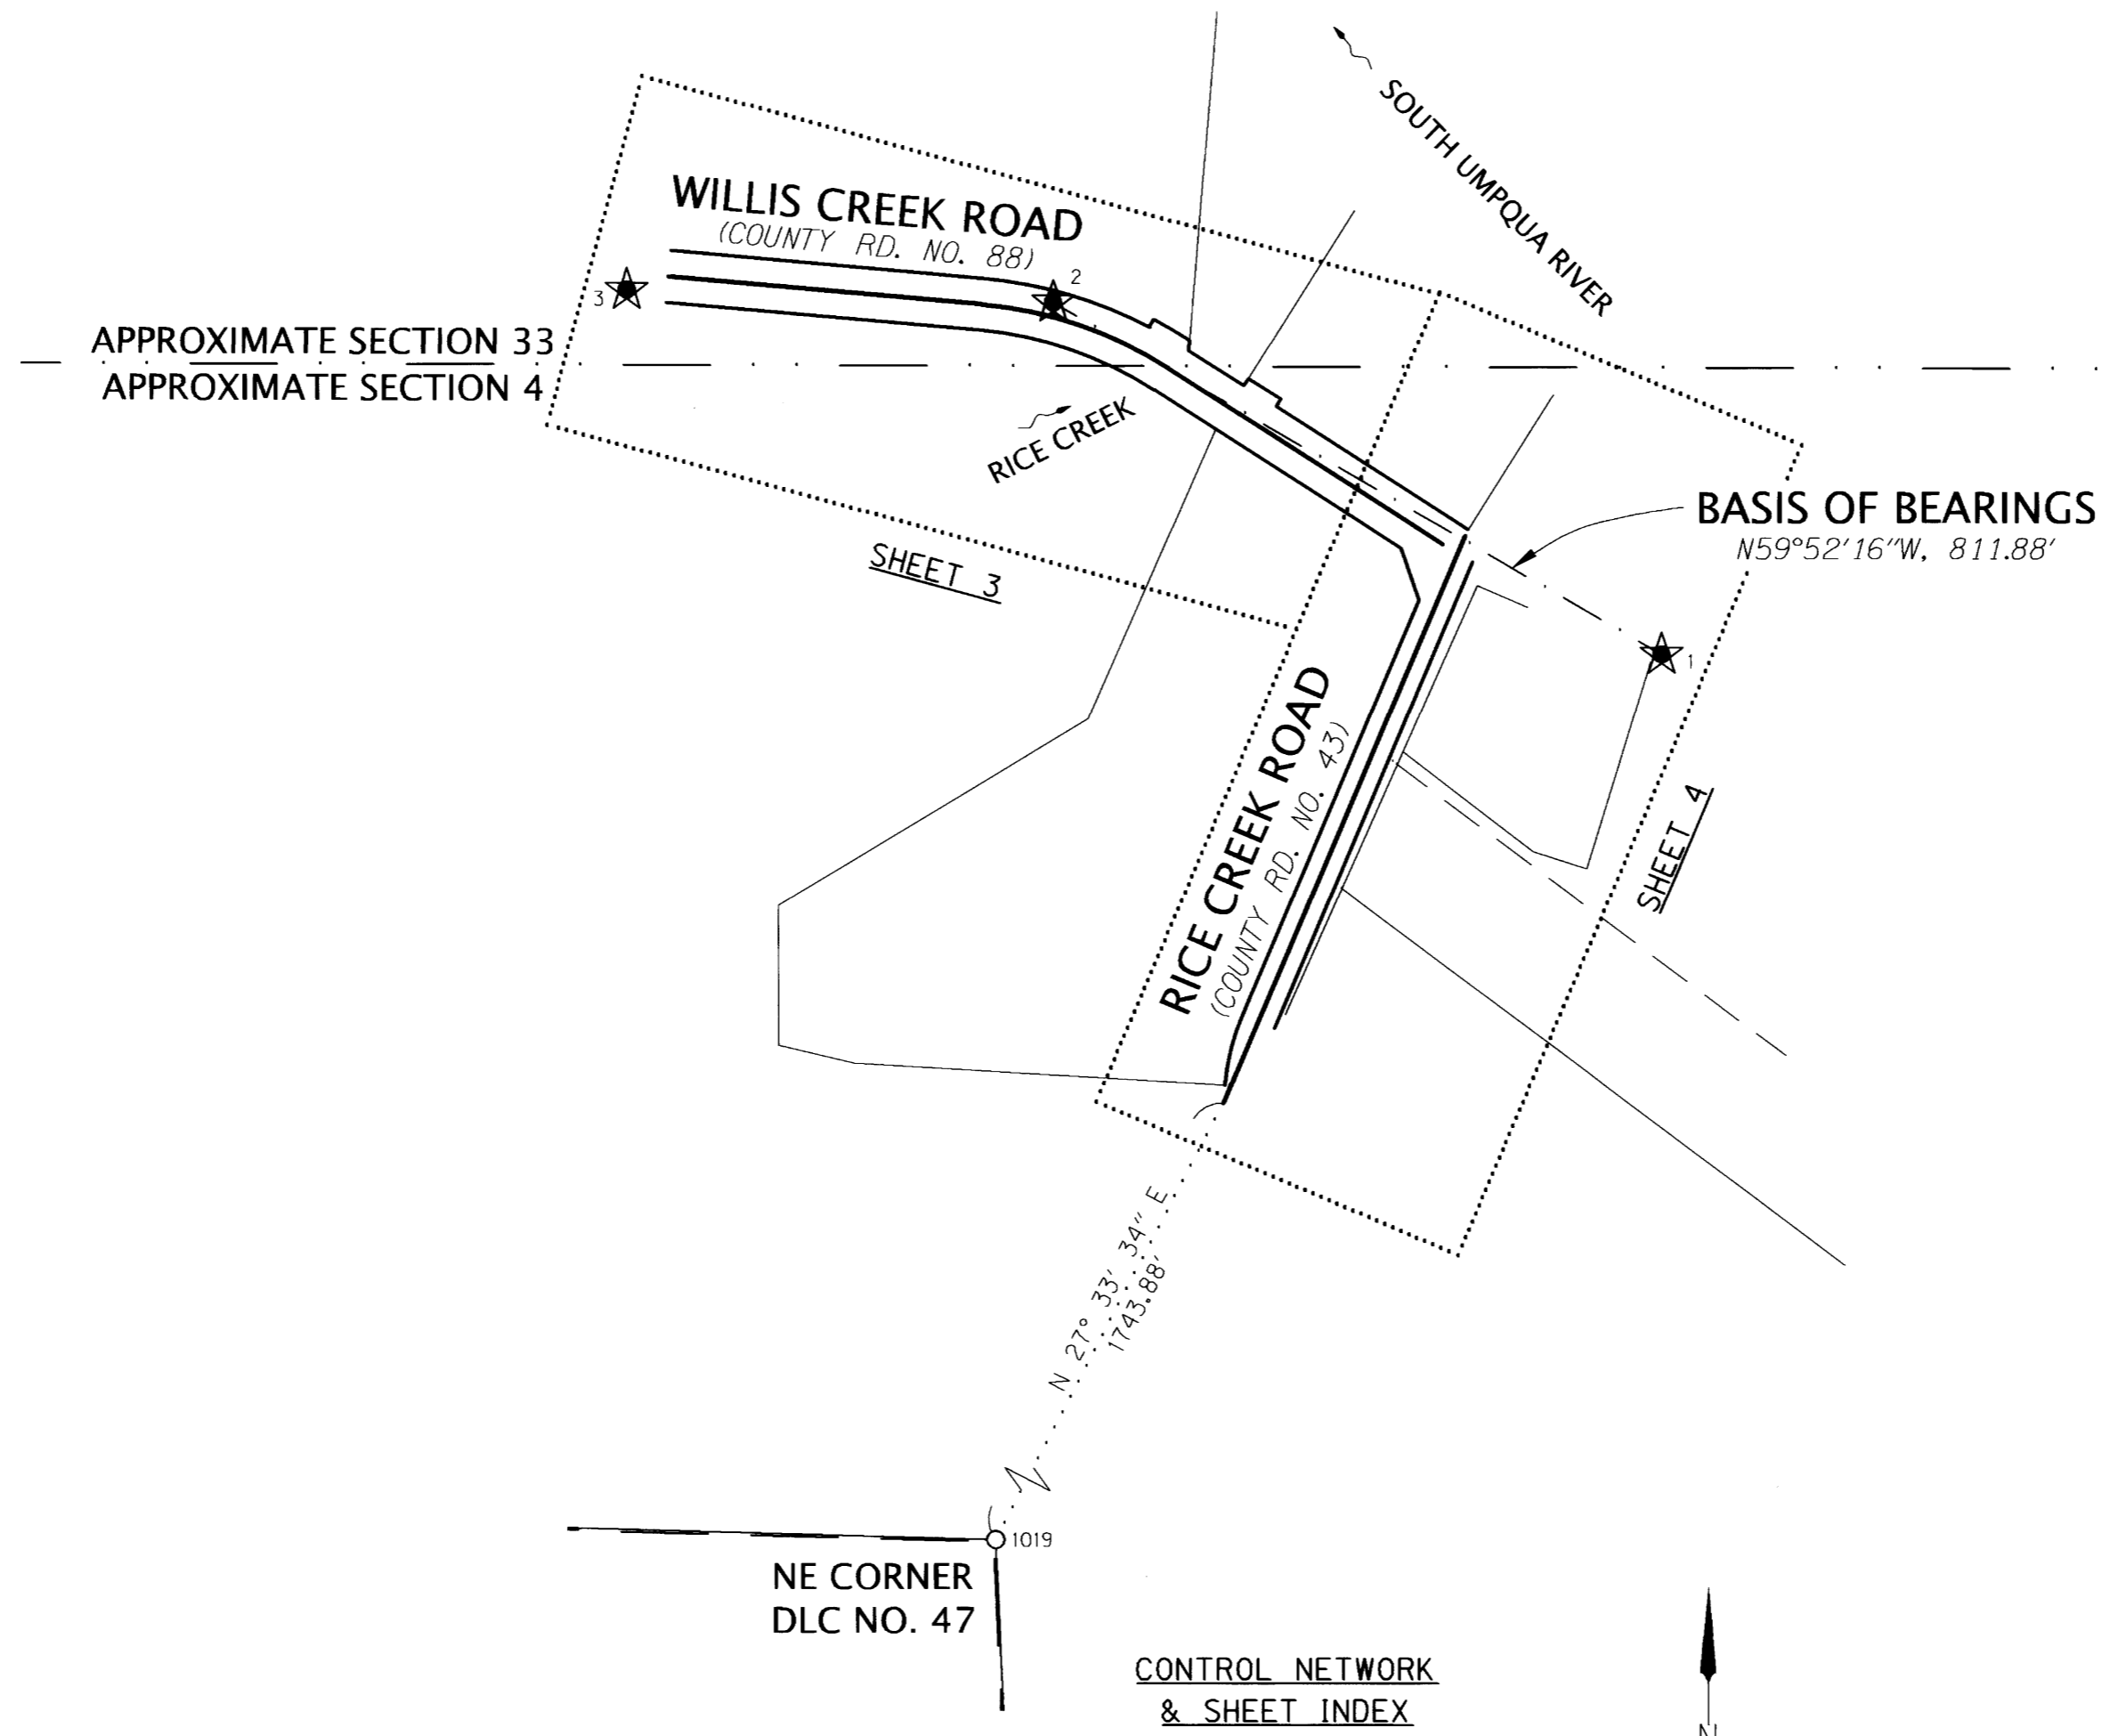 SOUTH UMPQUA RIVER
WILLIS CREEK ROAD
(COUNTY RD. NO. 88)
2
3
APPROXIMATE SECTION 33
APPROXIMATE SECTION 4
RICE CREEK
BASIS OF BEARINGS
N59°52'16"W, 811.88'
SHEET 3
1
RICE CREEK ROAD
(COUNTY RD. NO. 43)
SHEET 4
N 27° 33' 34" E
1743.88'
1019
NE CORNER
DLC NO. 47
CONTROL NETWORK
& SHEET INDEX
N